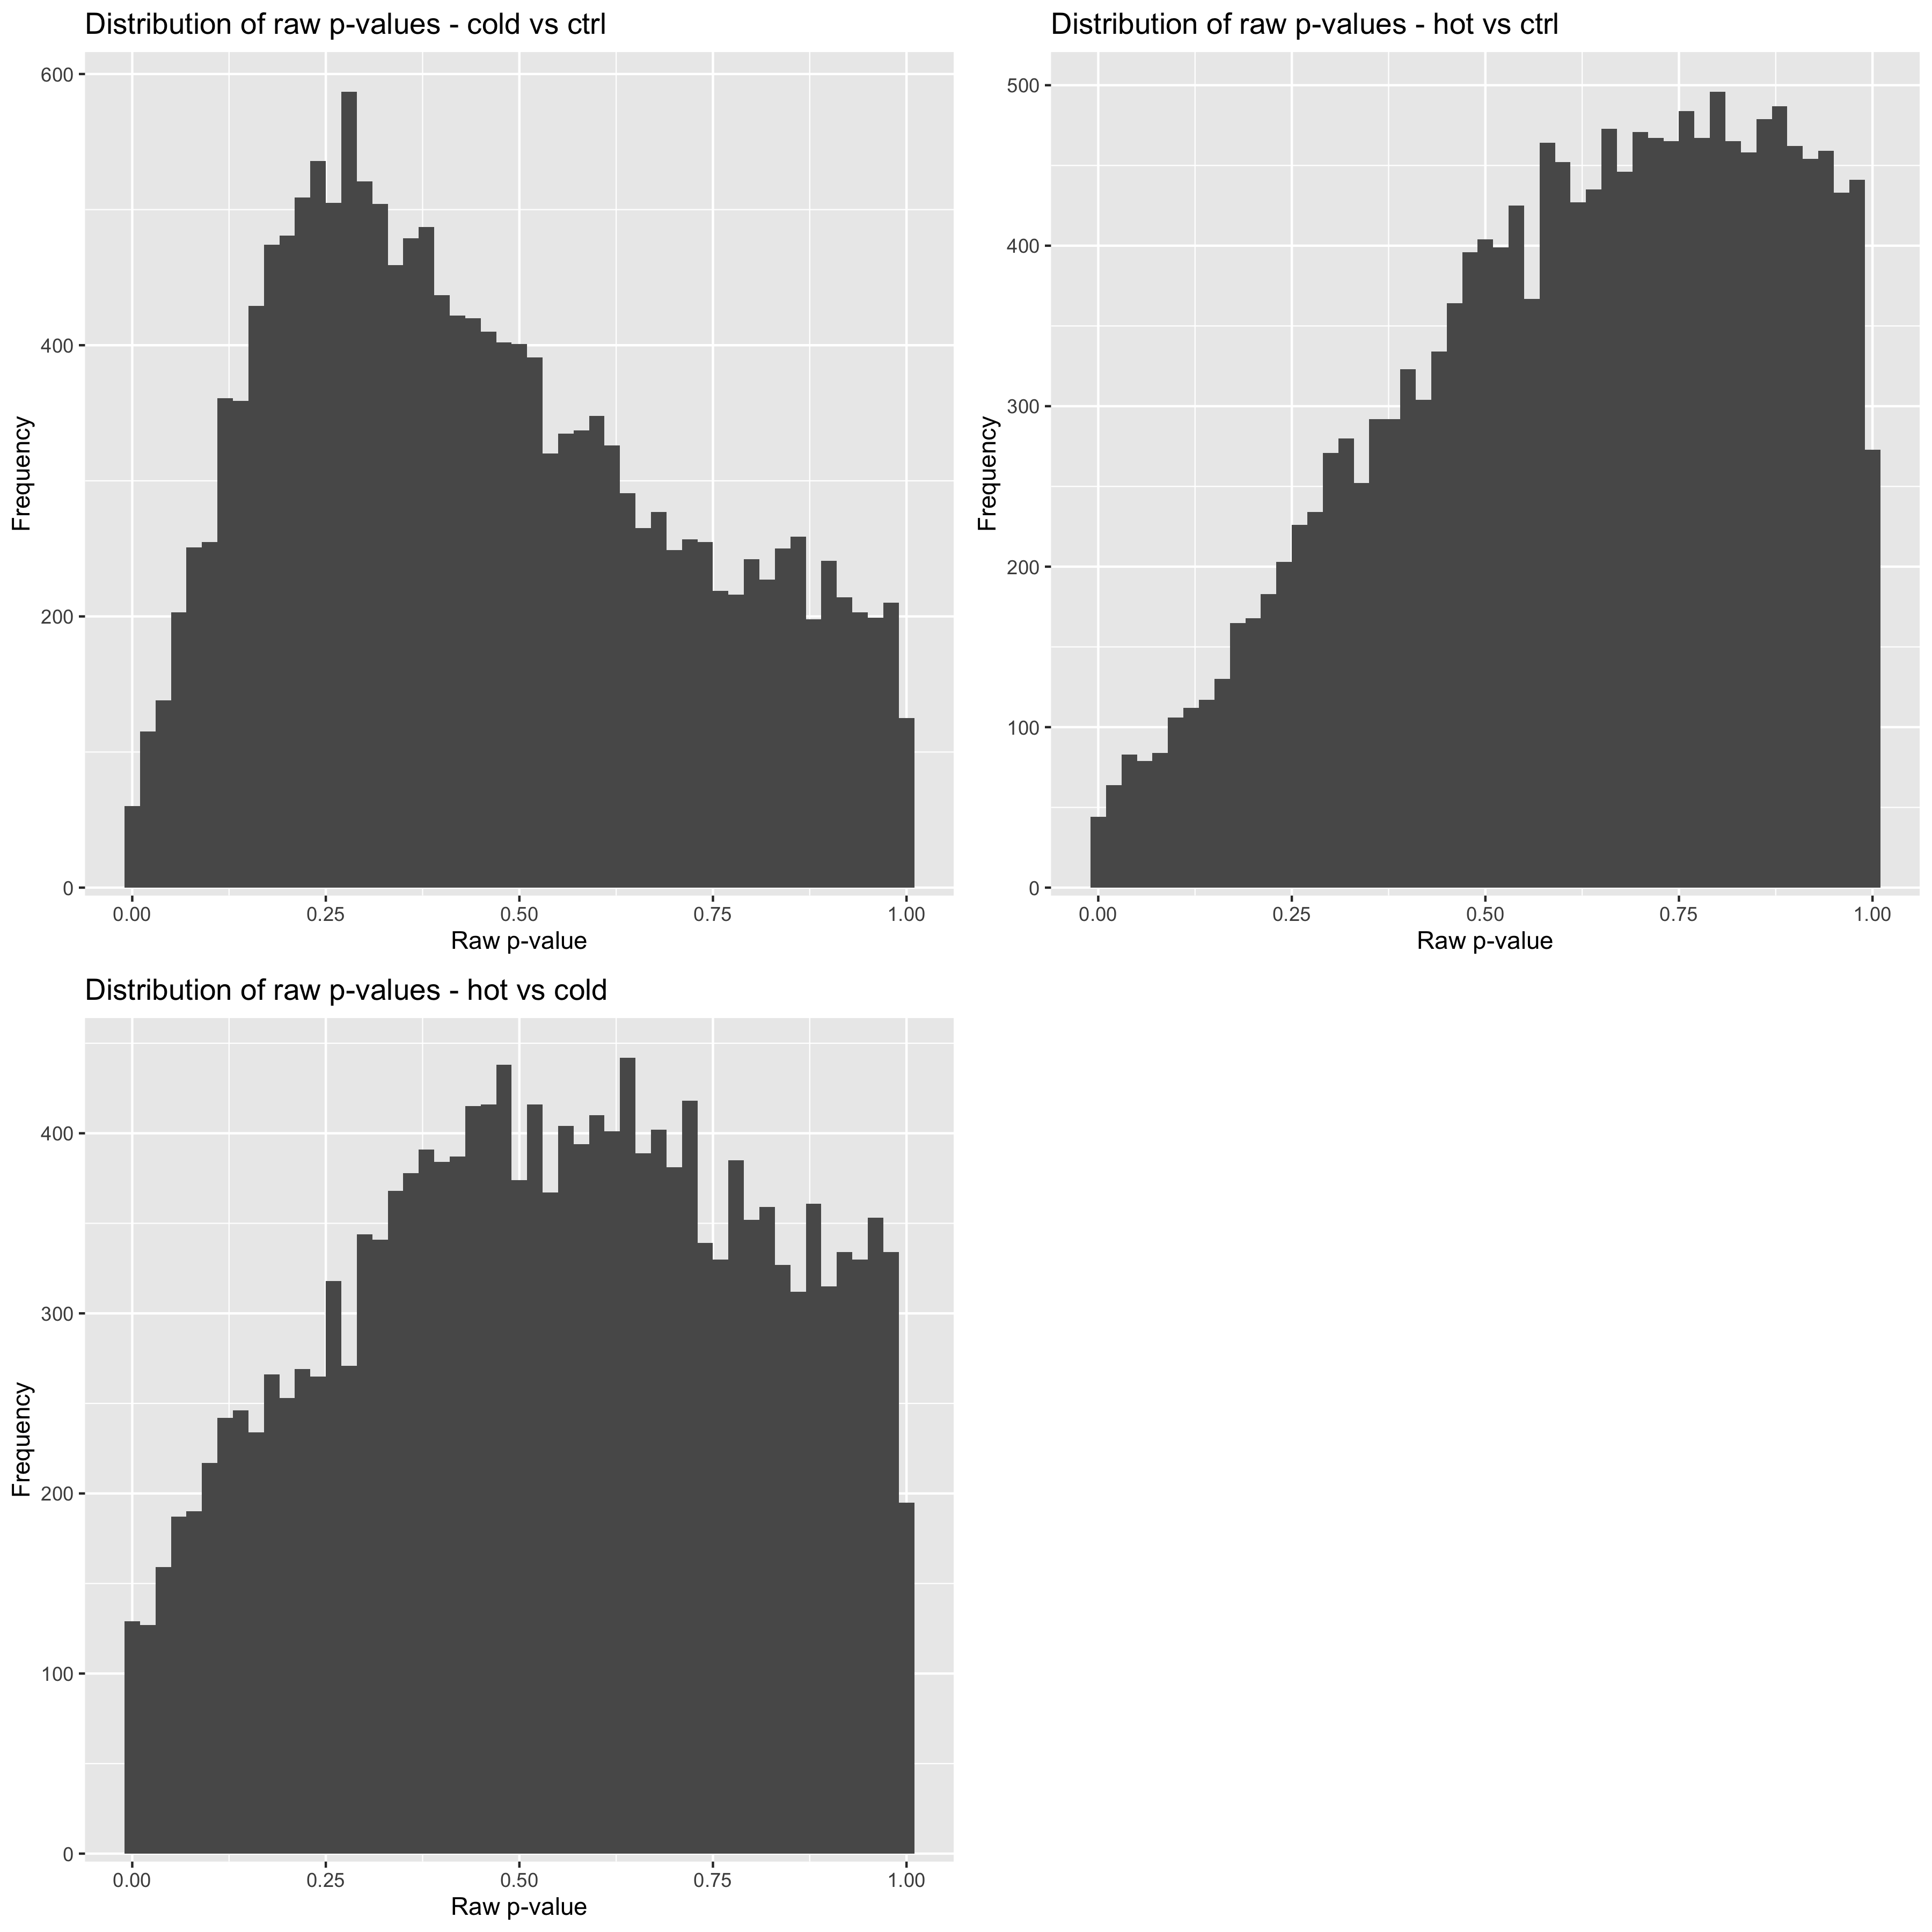 Distribution of raw p-values - cold vs ctrl
600
400
200
0
Frequency
0.00 0.25 0.50 0.75 1.00
Raw p-value
Distribution of raw p-values - hot vs ctrl
500
400
300
200
100
0
Frequency
0.00 0.25 0.50 0.75 1.00
Raw p-value
Distribution of raw p-values - hot vs cold
400
300
200
100
0
Frequency
0.00 0.25 0.50 0.75 1.00
Raw p-value